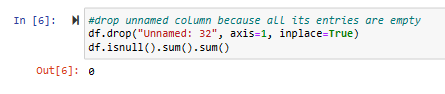 In [6]: #drop unnamed column because all its entries are empty
df.drop("Unnamed: 32", axis=1, inplace=True)
df.isnull().sum().sum()
Out[6]: 0